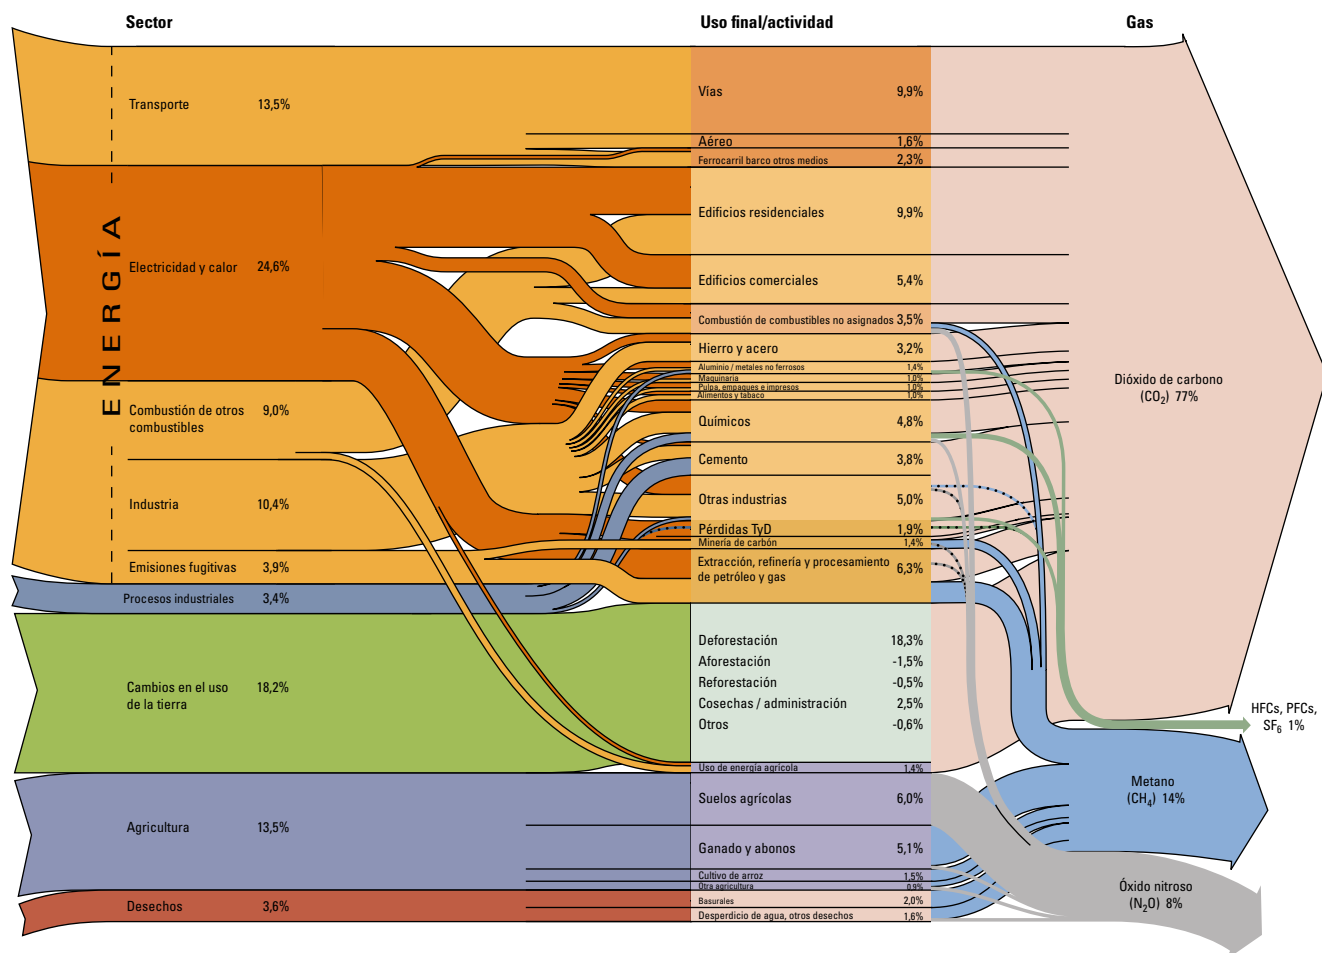 Sector
Uso final/actividad
Gas
ENERGÍA
Transporte 13,5%
Electricidad y calor 24,6%
Combustión de otros
combustibles 9,0%
Industria 10,4%
Emisiones fugitivas 3,9%
Procesos industriales 3,4%
Cambios en el uso
de la tierra 18,2%
Agricultura 13,5%
Desechos 3,6%
Vías 9,9%
Aéreo 1,6%
Ferrocarril barco otros medios 2,3%
Edificios residenciales 9,9%
Edificios comerciales 5,4%
Combustión de combustibles no asignados 3,5%
Hierro y acero 3,2%
Aluminio / metales no ferrosos 1,4%
Maquinaria 1,0%
Pulpa, empaques e impresos 1,0%
Alimentos y tabaco 1,0%
Químicos 4,8%
Cemento 3,8%
Otras industrias 5,0%
Pérdidas TyD 1,9%
Minería de carbón 1,4%
Extracción, refinería y procesamiento
de petróleo y gas 6,3%
Deforestación 18,3%
Aforestación -1,5%
Reforestación -0,5%
Cosechas / administración 2,5%
Otros -0,6%
Uso de energía agrícola 1,4%
Suelos agrícolas 6,0%
Ganado y abonos 5,1%
Cultivo de arroz 1,5%
Otra agricultura 0,9%
Basurales 2,0%
Desperdicio de agua, otros desechos 1,6%
Dióxido de carbono
(CO₂) 77%
HFCs, PFCs,
SF₆ 1%
Metano
(CH₄) 14%
Óxido nitroso
(N₂O) 8%